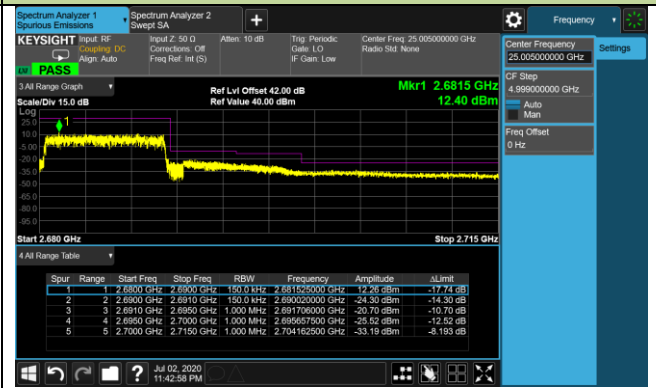 Spectrum Analyzer 1
Spurious Emissions
Spectrum Analyzer 2
Swept SA
+
Frequency
KEYSIGHT
Input: RF
Coupling: DC
Align: Auto
Input Z: 50 Ω
Corrections: Off
Freq Ref: Int (S)
Atten: 10 dB
Trig: Periodic
Gate: LO
IF Gain: Low
Center Freq: 25.005000000 GHz
Radio Std: None
LXI PASS
3 All Range Graph
Scale/Div 15.0 dB
Ref Lvl Offset 42.00 dB
Ref Value 40.00 dBm
Mkr1 2.6815 GHz
12.40 dBm
Log
25.0
10.0
-5.00
-20.0
-35.0
-50.0
-65.0
-80.0
-95.0
1
Start 2.680 GHz
Stop 2.715 GHz
4 All Range Table
Spur Range Start Freq Stop Freq RBW Frequency Amplitude ΔLimit
1 1 2.6800 GHz 2.6900 GHz 150.0 kHz 2.681525000 GHz 12.26 dBm -17.74 dB
2 2 2.6900 GHz 2.6910 GHz 150.0 kHz 2.690020000 GHz -24.30 dBm -14.30 dB
3 3 2.6910 GHz 2.6950 GHz 1.000 MHz 2.691706000 GHz -20.70 dBm -10.70 dB
4 4 2.6950 GHz 2.7000 GHz 1.000 MHz 2.695657500 GHz -25.52 dBm -12.52 dB
5 5 2.7000 GHz 2.7150 GHz 1.000 MHz 2.704162500 GHz -33.19 dBm -8.193 dB
Center Frequency
25.005000000 GHz
Settings
CF Step
4.999000000 GHz
Auto
Man
Freq Offset
0 Hz
?
Jul 02, 2020
11:42:58 PM